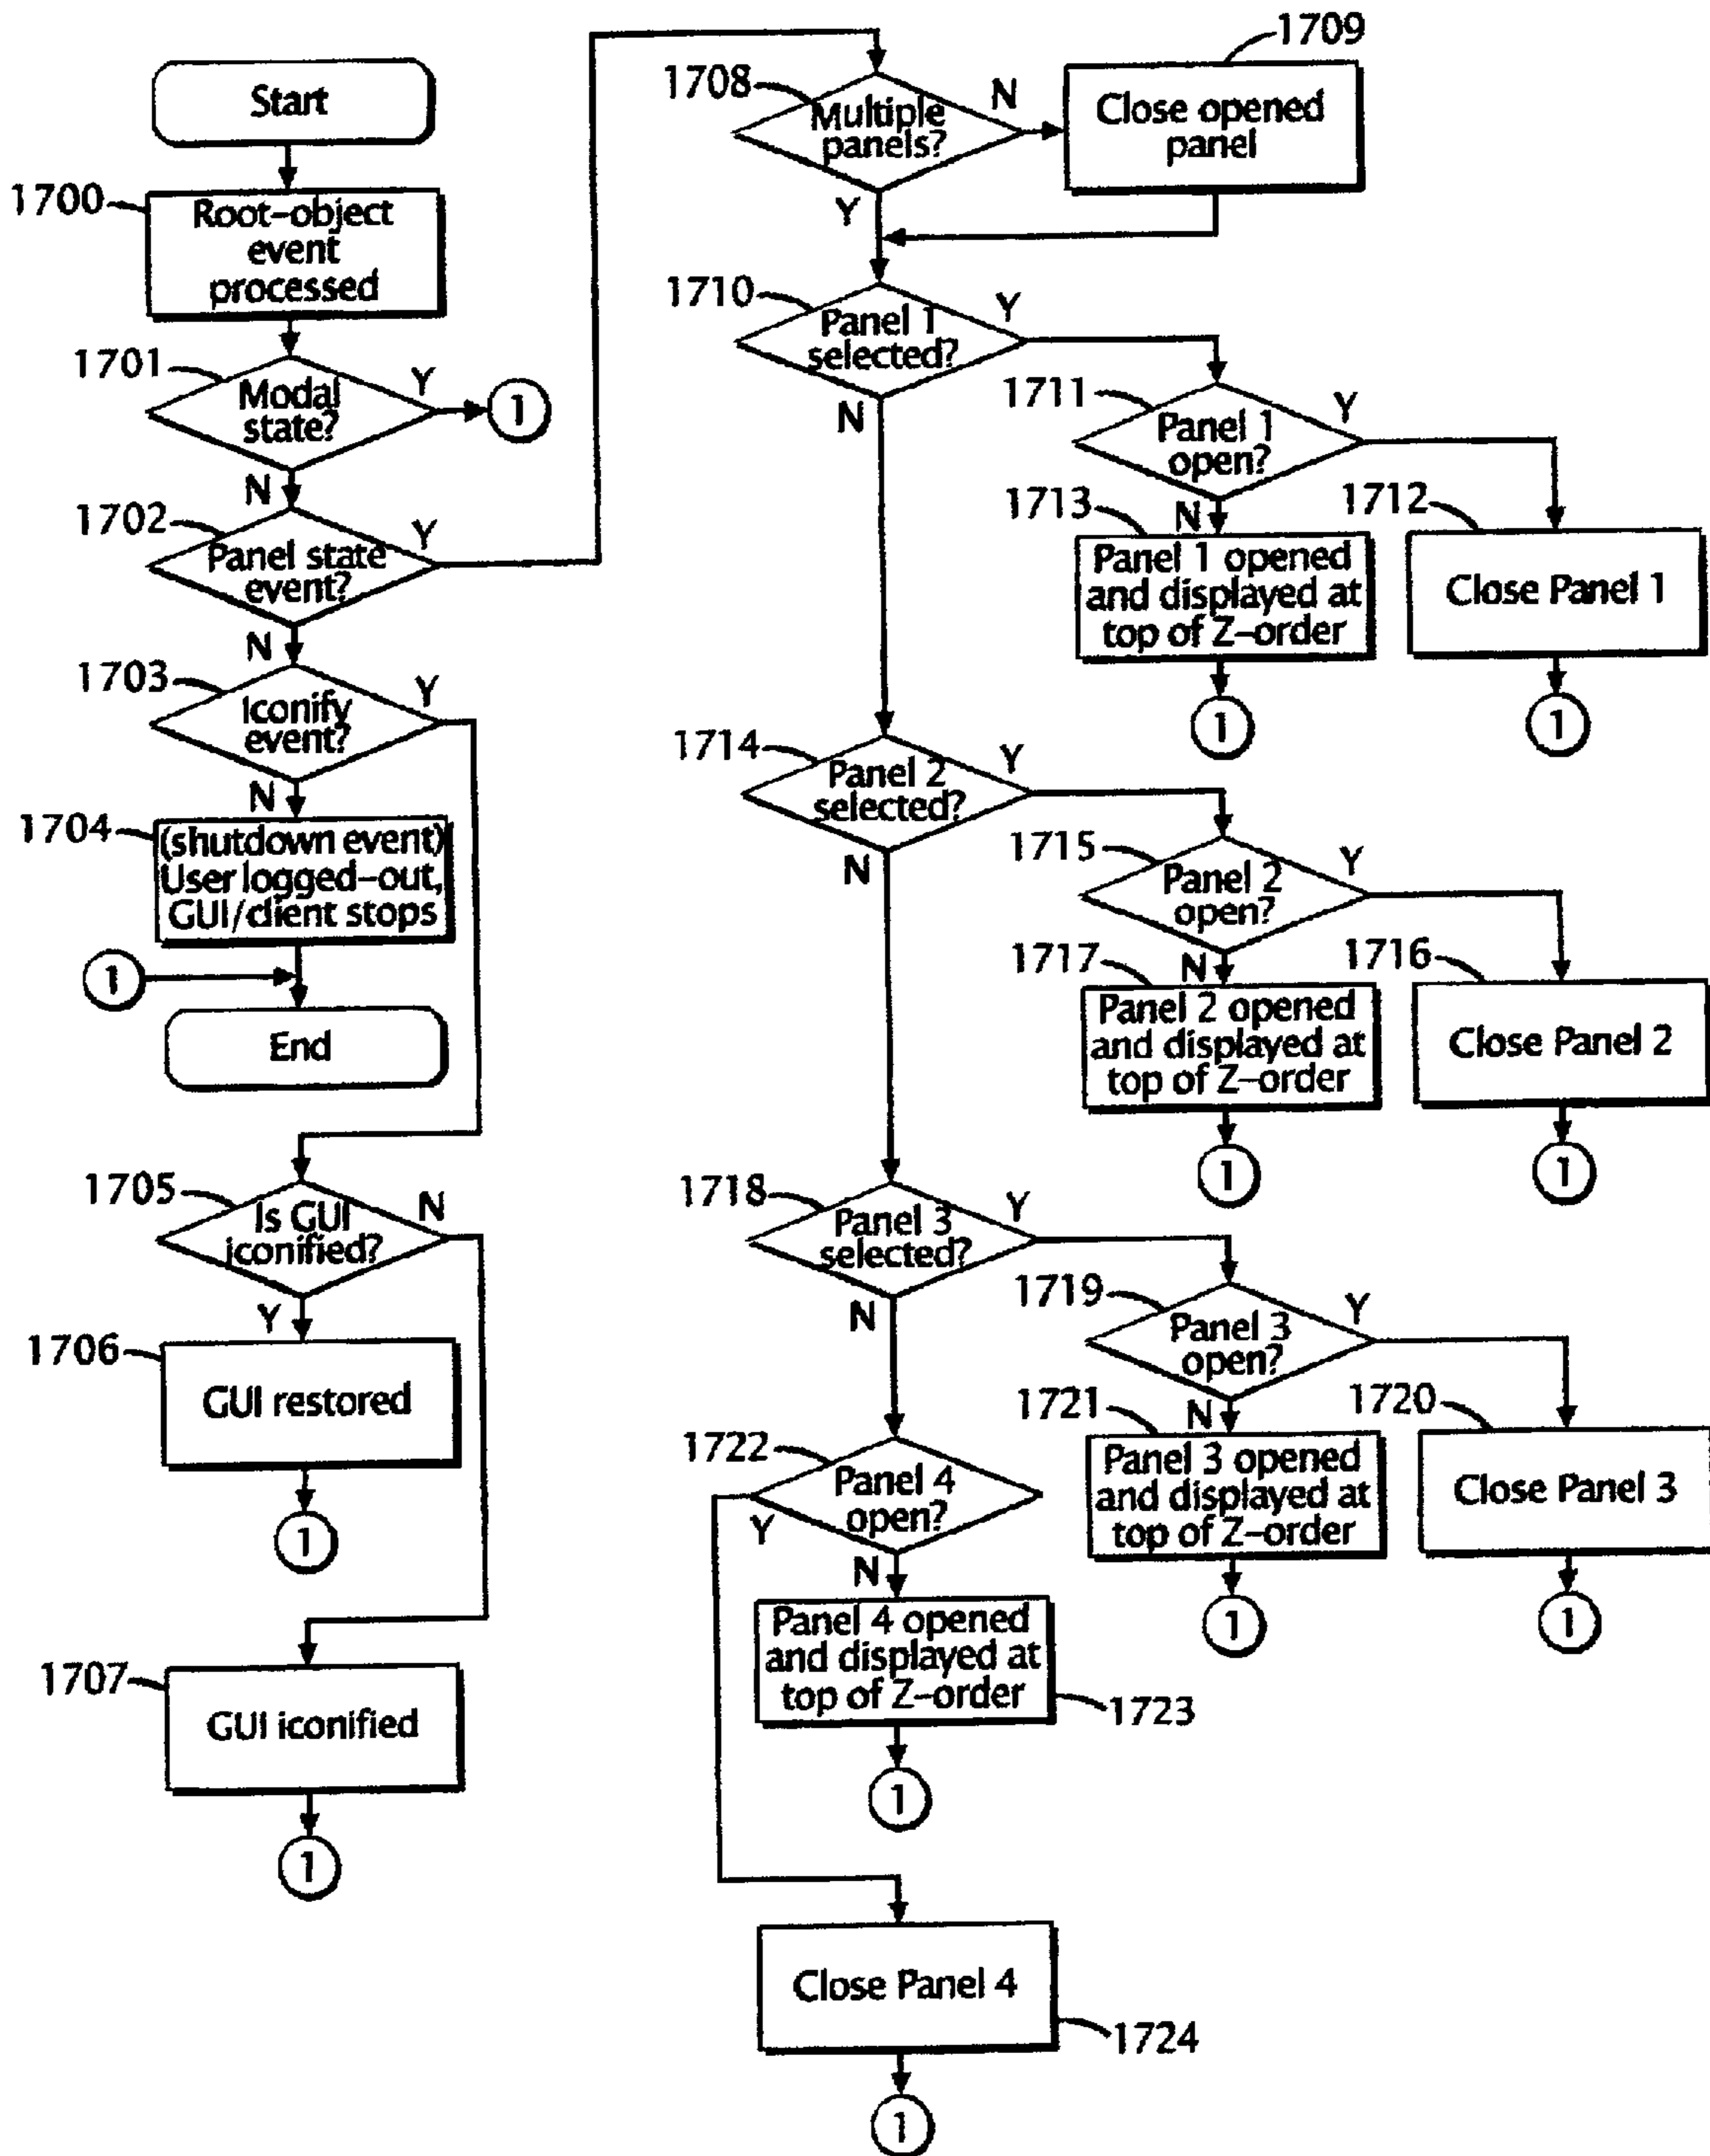 Start
1700
Root-object
event
processed
1701
Modal
state?
Y
1
N
1702
Panel state
event?
Y
N
1703
Iconify
event?
Y
N
1704
(shutdown event)
User logged-out,
GUI/client stops
1
End
1705
Is GUI
iconified?
N
Y
1706
GUI restored
1
1707
GUI iconified
1
1708
Multiple
panels?
N
Y
1709
Close opened
panel
1710
Panel 1
selected?
Y
N
1711
Panel 1
open?
Y
N
1713
Panel 1 opened
and displayed at
top of Z-order
1
1712
Close Panel 1
1
1714
Panel 2
selected?
Y
N
1715
Panel 2
open?
Y
N
1717
Panel 2 opened
and displayed at
top of Z-order
1
1716
Close Panel 2
1
1718
Panel 3
selected?
Y
N
1719
Panel 3
open?
Y
N
1721
Panel 3 opened
and displayed at
top of Z-order
1
1720
Close Panel 3
1
1722
Panel 4
open?
Y
N
Panel 4 opened
and displayed at
top of Z-order
1723
1
Close Panel 4
1724
1